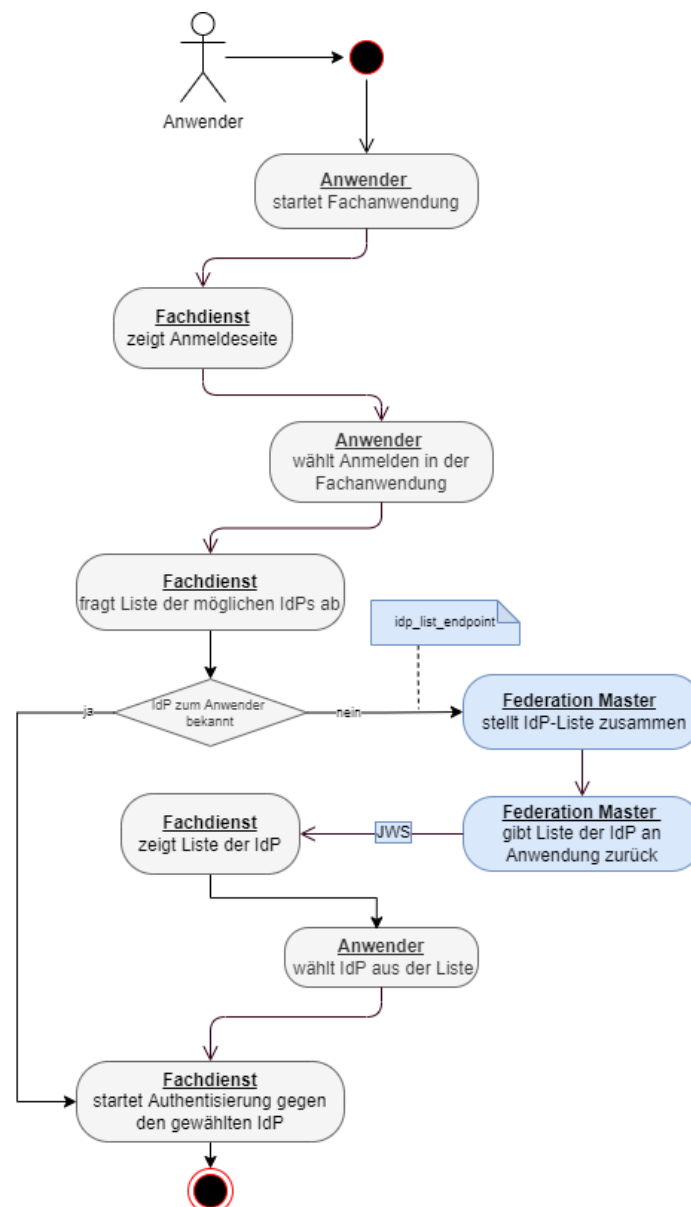 Anwender
Anwender
startet Fachanwendung
Fachdienst
zeigt Anmeldeseite
Anwender
wählt Anmelden in der
Fachanwendung
Fachdienst
fragt Liste der möglichen IdPs ab
idp_list_endpoint
IdP zum Anwender
bekannt
ja
nein
Federation Master
stellt IdP-Liste zusammen
Federation Master
gibt Liste der IdP an
Anwendung zurück
JWS
Fachdienst
zeigt Liste der IdP
Anwender
wählt IdP aus der Liste
Fachdienst
startet Authentisierung gegen
den gewählten IdP